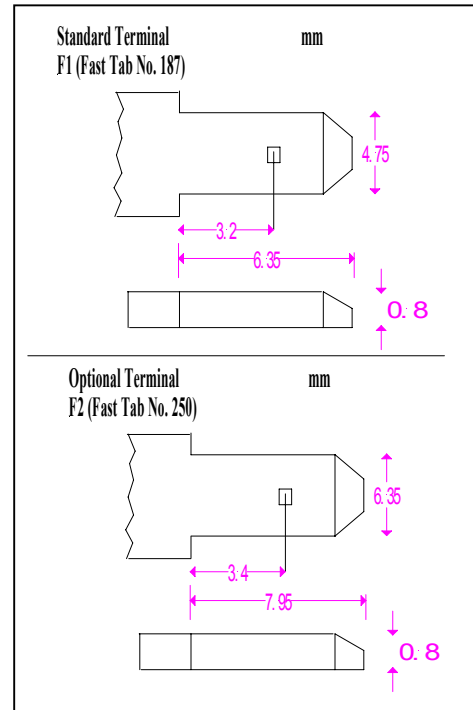 Standard Terminal mm
F1 (Fast Tab No. 187)
4.75
3.2
6.35
0.8
Optional Terminal mm
F2 (Fast Tab No. 250)
6.35
3.4
7.95
0.8